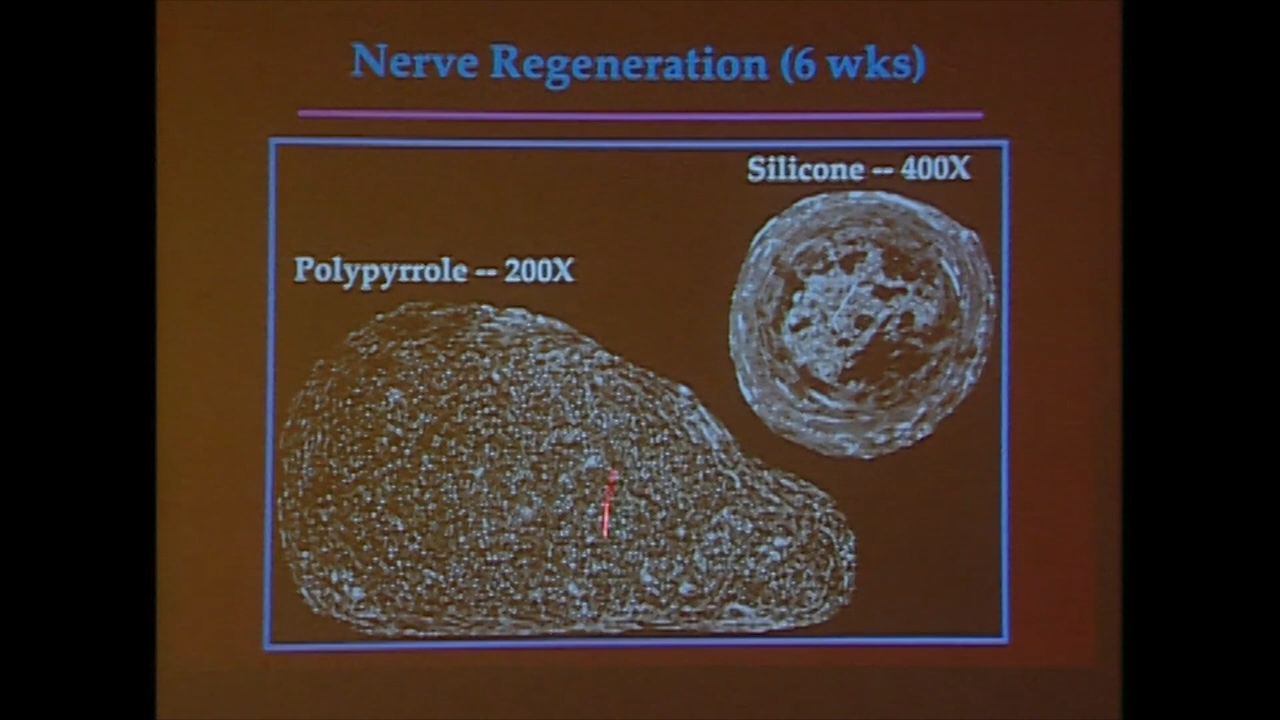 Nerve Regeneration (6 wks)
Silicone -- 400X
Polypyrrole -- 200X